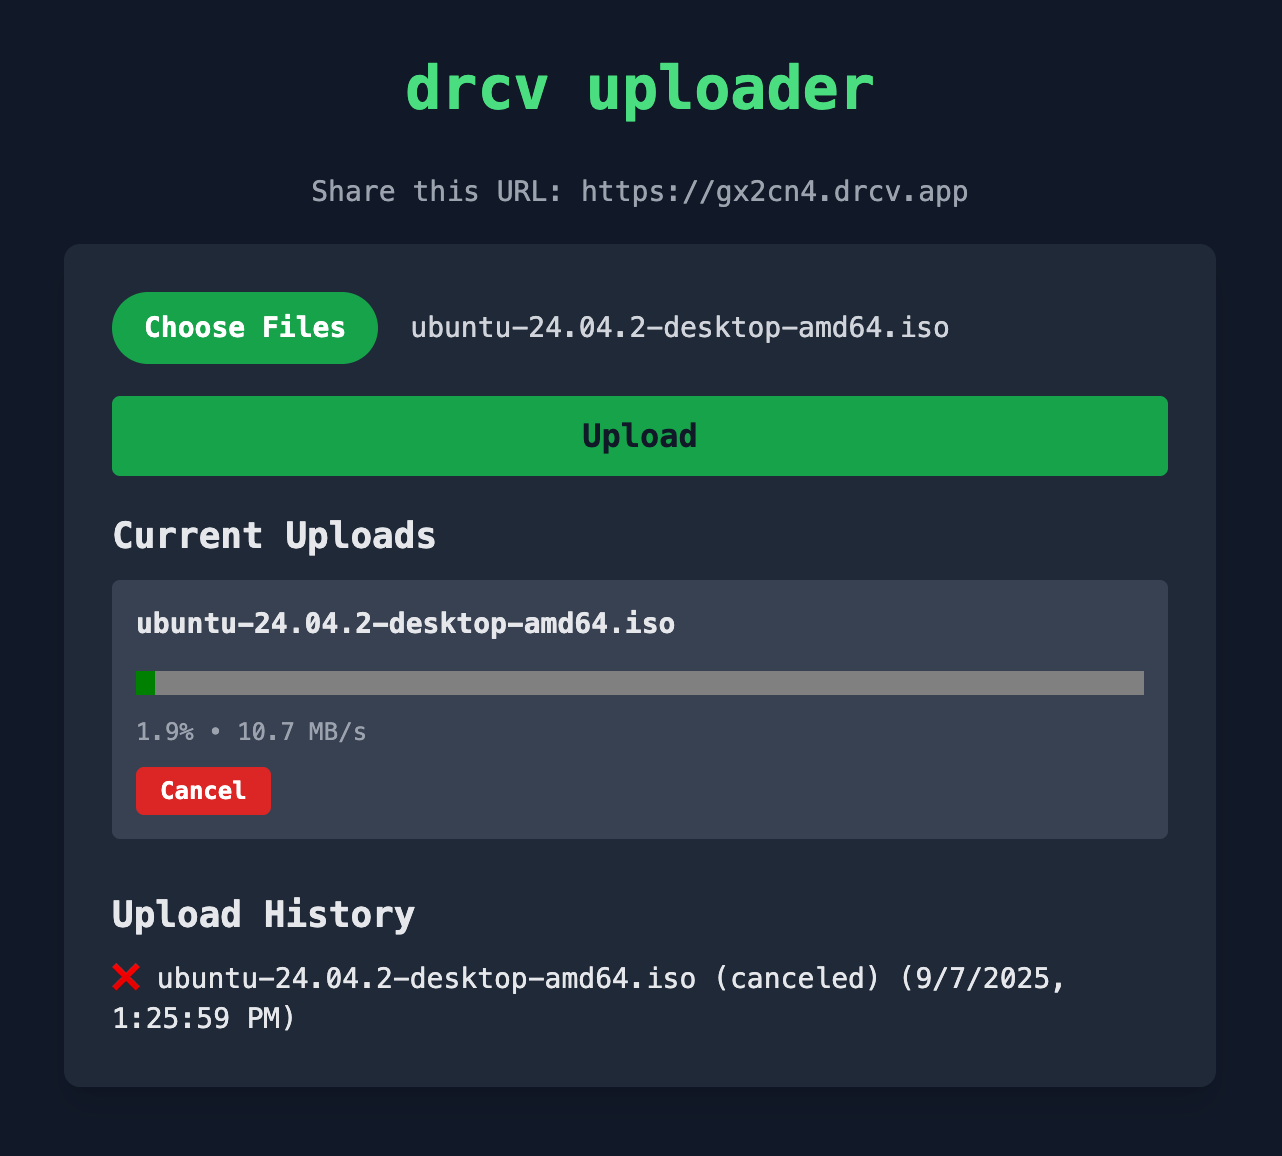 drcv uploader
Share this URL: https://gx2cn4.drcv.app
Choose Files ubuntu-24.04.2-desktop-amd64.iso
Upload
Current Uploads
ubuntu-24.04.2-desktop-amd64.iso
1.9% • 10.7 MB/s
Cancel
Upload History
❌ ubuntu-24.04.2-desktop-amd64.iso (canceled) (9/7/2025,
1:25:59 PM)